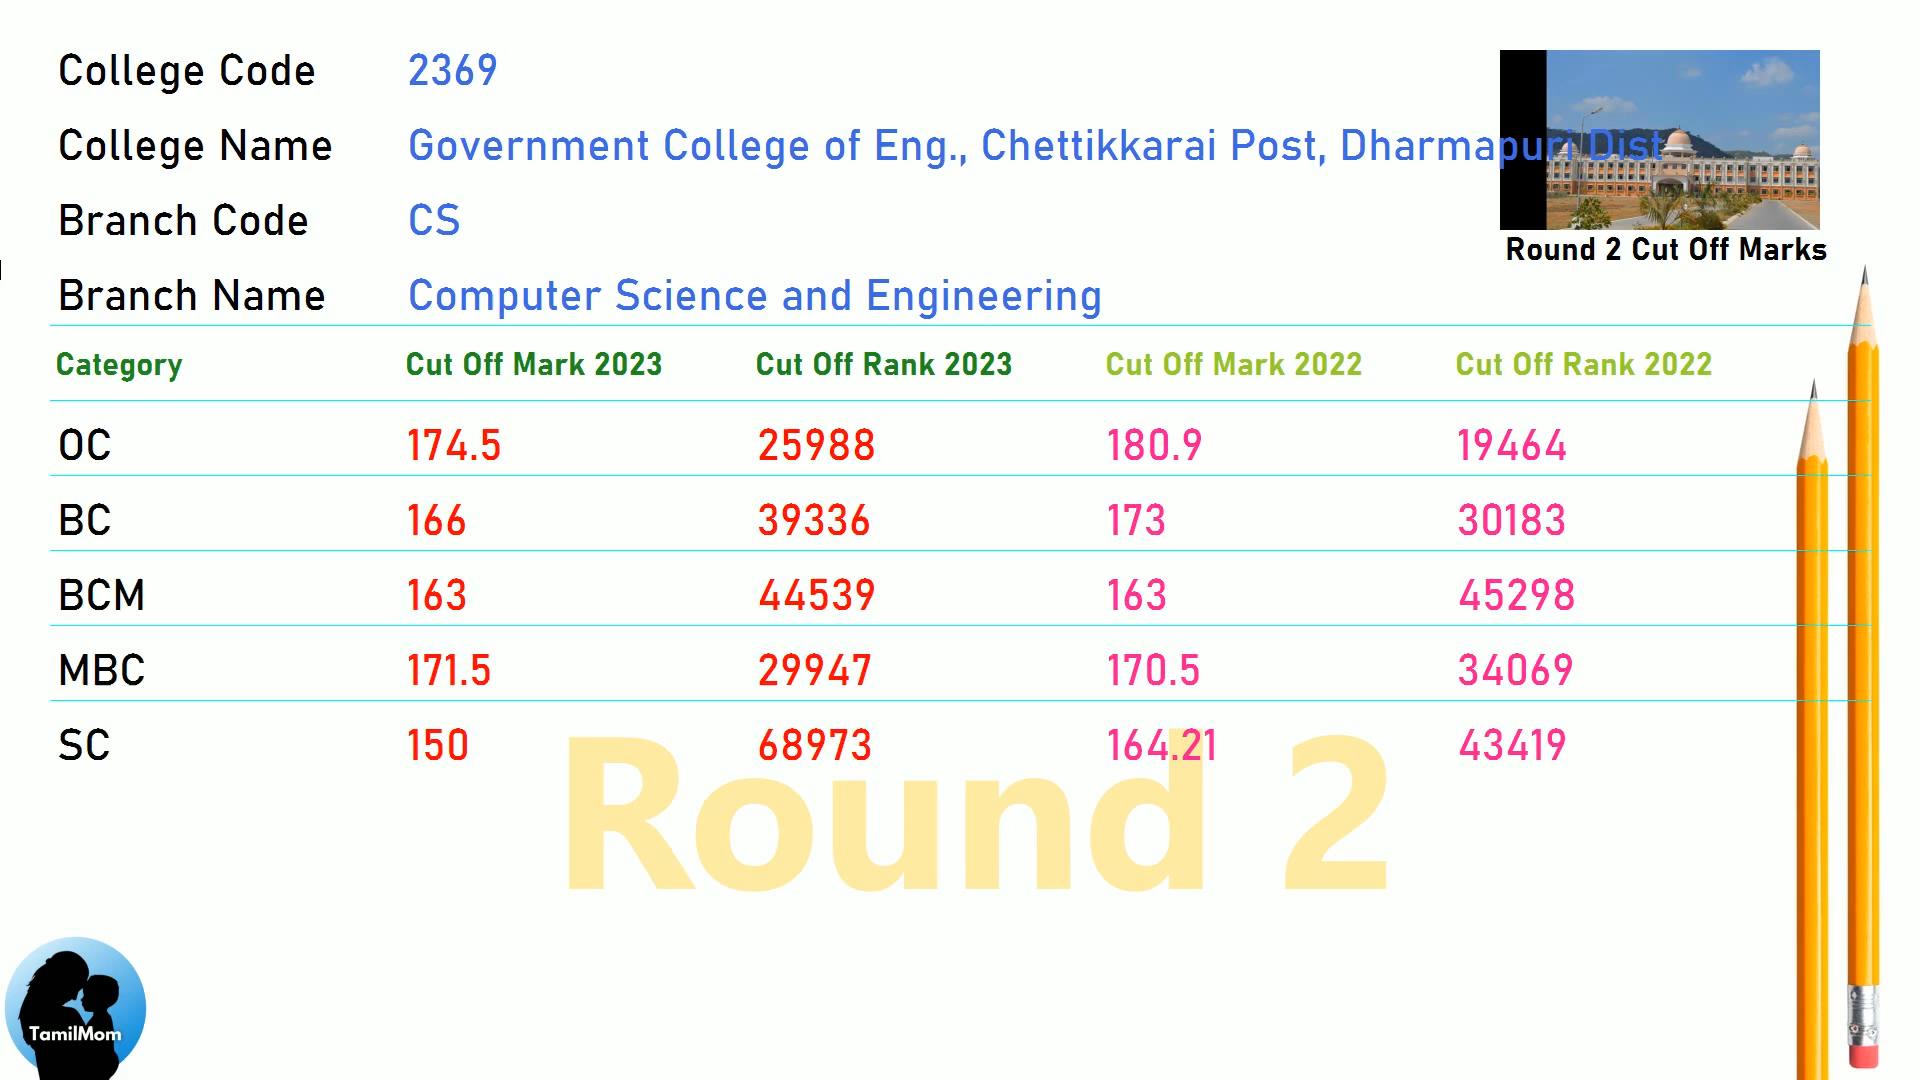 College Code 2369
College Name Government College of Eng., Chettikkarai Post, Dharmapuri Dist
Branch Code CS
Round 2 Cut Off Marks
Branch Name Computer Science and Engineering
Category Cut Off Mark 2023 Cut Off Rank 2023 Cut Off Mark 2022 Cut Off Rank 2022
OC 174.5 25988 180.9 19464
BC 166 39336 173 30183
BCM 163 44539 163 45298
MBC 171.5 29947 170.5 34069
SC 150 68973 164.21 43419
Round 2
TamilMom